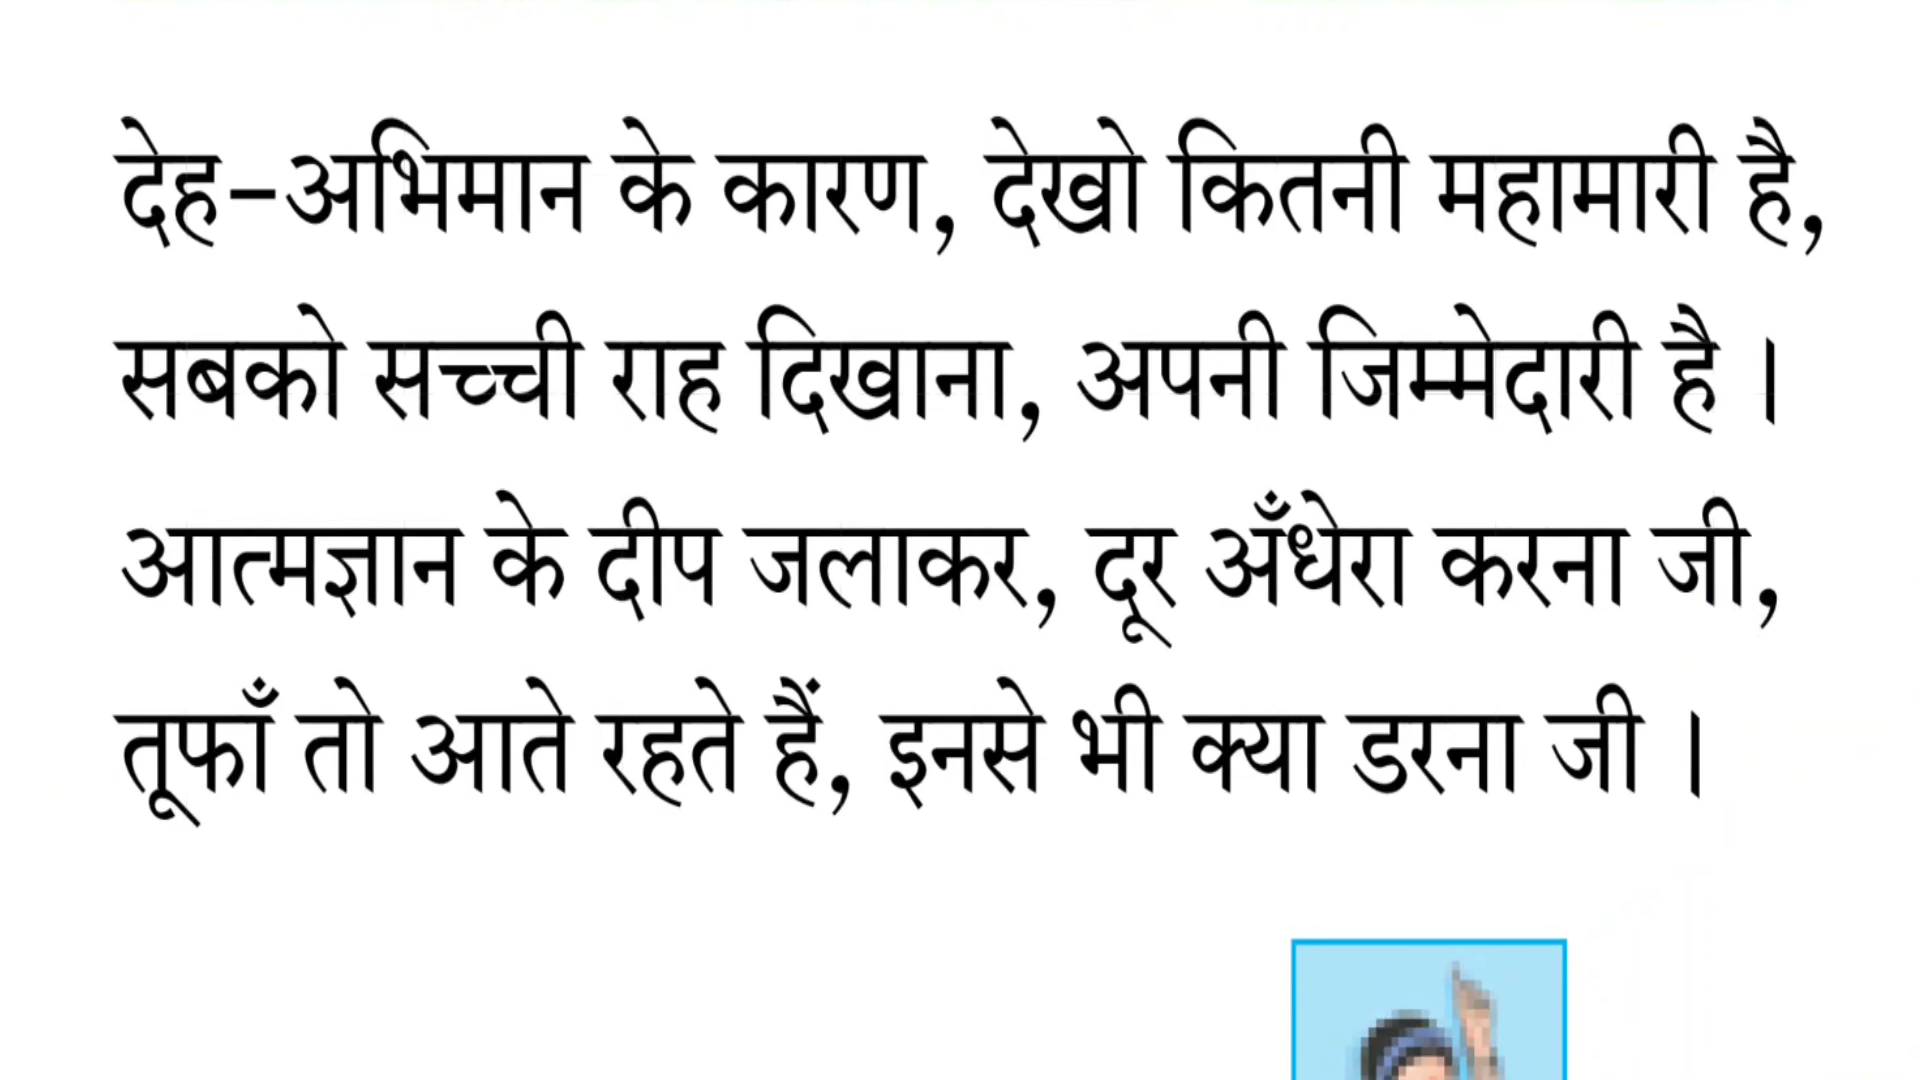 देह-अभिमान के कारण, देखो कितनी महामारी है,
सबको सच्ची राह दिखाना, अपनी जिम्मेदारी है ।
आत्मज्ञान के दीप जलाकर, दूर अँधेरा करना जी,
तूफाँ तो आते रहते हैं, इनसे भी क्या डरना जी ।